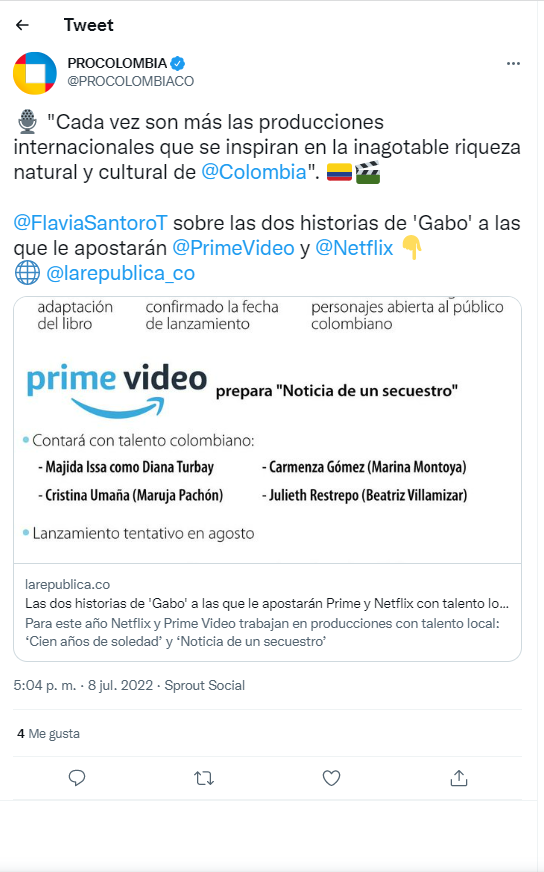 Tweet
PROCOLOMBIA
@PROCOLOMBIACO
"Cada vez son más las producciones
internacionales que se inspiran en la inagotable riqueza
natural y cultural de @Colombia".
@FlaviaSantoroT sobre las dos historias de 'Gabo' a las
que le apostarán @PrimeVideo y @Netflix
@larepublica_co
adaptación confirmado la fecha personajes abierta al público
del libro de lanzamiento colombiano
prime video prepara "Noticia de un secuestro"
• Contará con talento colombiano:
- Majida Issa como Diana Turbay - Carmenza Gómez (Marina Montoya)
- Cristina Umaña (Maruja Pachón) - Julieth Restrepo (Beatriz Villamizar)
• Lanzamiento tentativo en agosto
larepublica.co
Las dos historias de 'Gabo' a las que le apostarán Prime y Netflix con talento lo...
Para este año Netflix y Prime Video trabajan en producciones con talento local:
‘Cien años de soledad’ y ‘Noticia de un secuestro’
5:04 p. m. · 8 jul. 2022 · Sprout Social
4 Me gusta